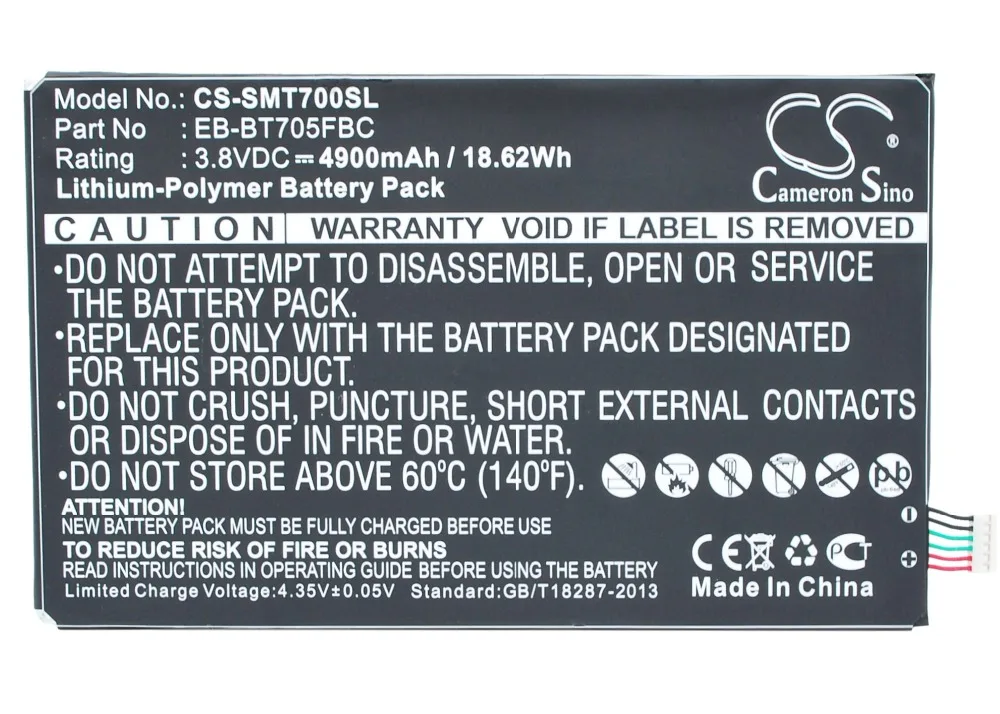 Model No.: CS-SMT700SL
Part No : EB-BT705FBC
Rating : 3.8VDC ⎓ 4900mAh / 18.62Wh
Lithium-Polymer Battery Pack
CS ®
Cameron Sino
CAUTION WARRANTY VOID IF LABEL IS REMOVED
•DO NOT ATTEMPT TO DISASSEMBLE, OPEN OR SERVICE
THE BATTERY PACK.
•REPLACE ONLY WITH THE BATTERY PACK DESIGNATED
FOR THIS PRODUCT.
•DO NOT CRUSH, PUNCTURE, SHORT EXTERNAL CONTACTS
OR DISPOSE OF IN FIRE OR WATER.
•DO NOT STORE ABOVE 60°C (140°F).
pb
ATTENTION!
NEW BATTERY PACK MUST BE FULLY CHARGED BEFORE USE
TO REDUCE RISK OF FIRE OR BURNS
READ INSTRUCTIONS IN OPERATING GUIDE BEFORE USING BATTERY
Limited Charge Voltage:4.35V±0.05V Standard:GB/T18287-2013
CE PCT
Made In China